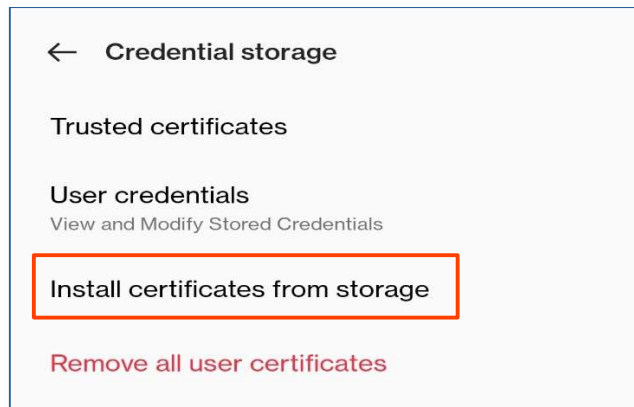 Credential storage
Trusted certificates
User credentials
View and Modify Stored Credentials
Install certificates from storage
Remove all user certificates